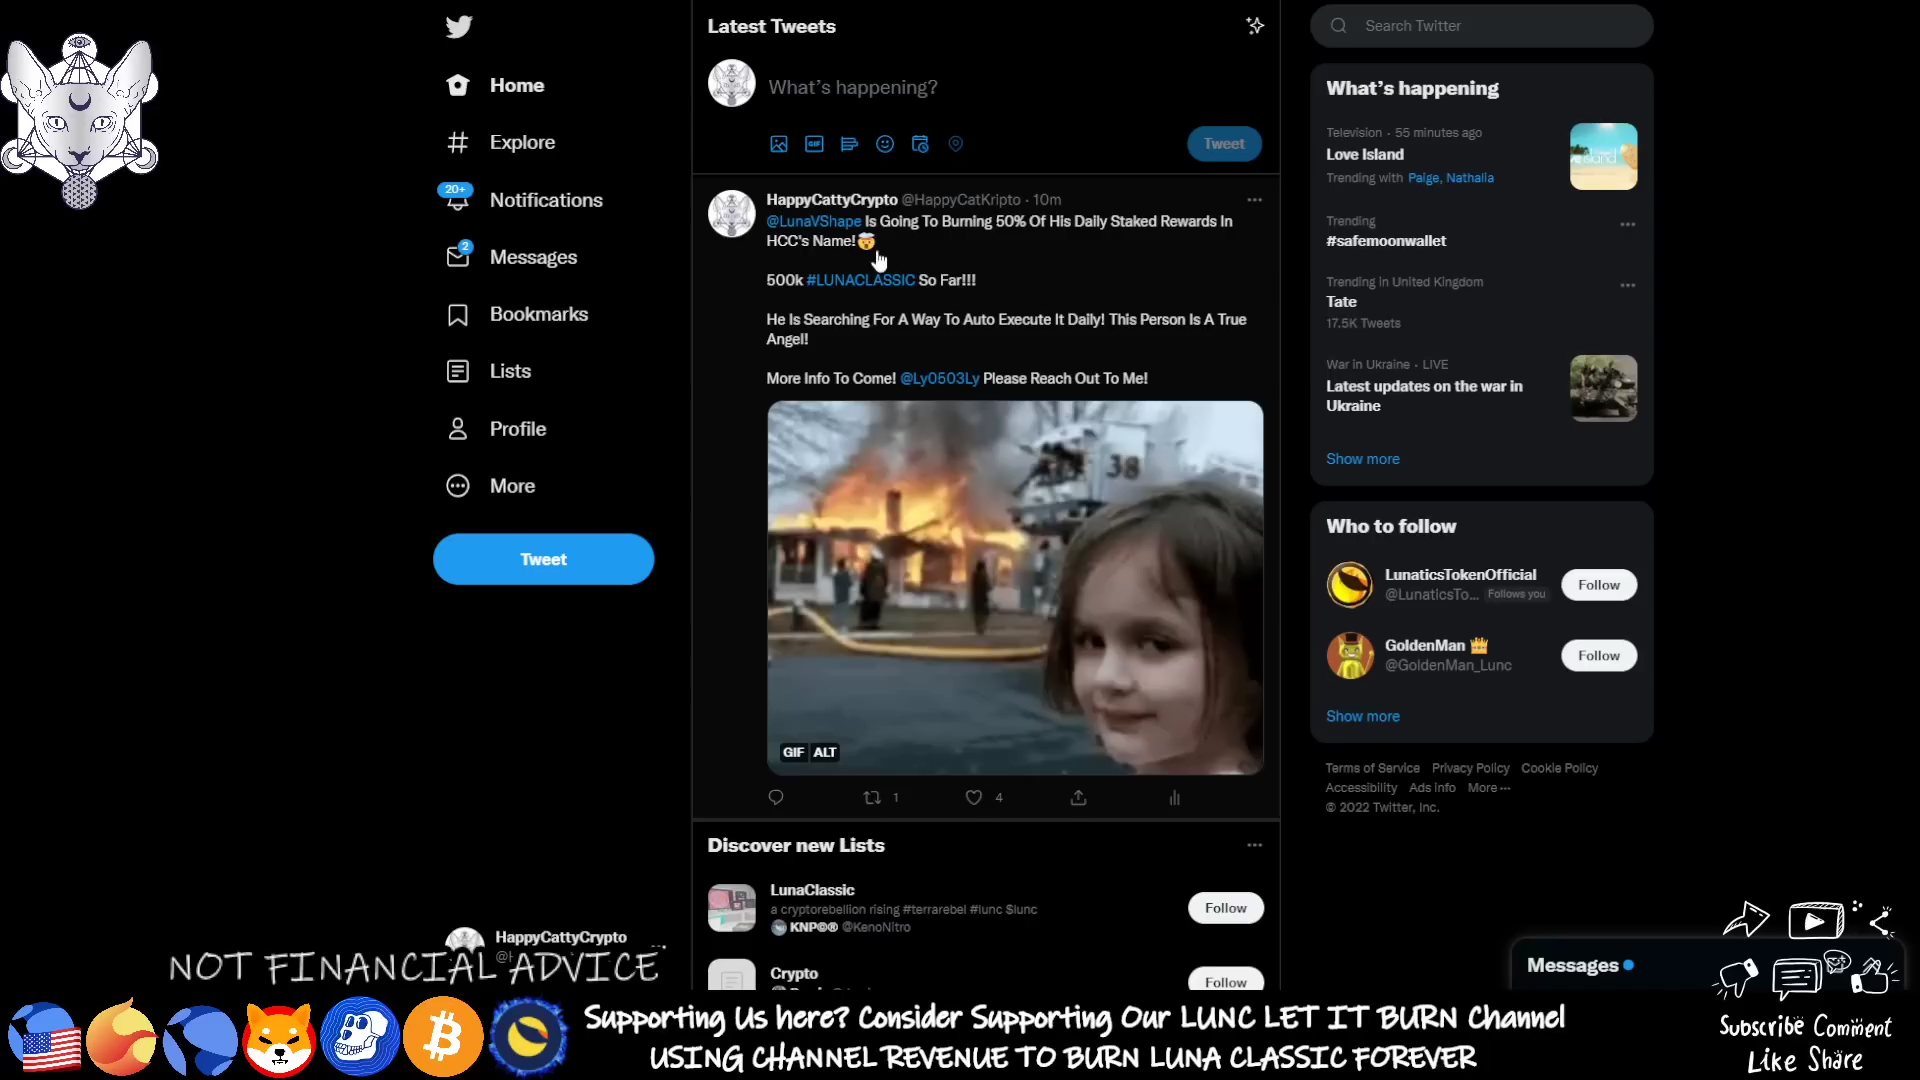 Latest Tweets
Search Twitter
What's happening?
GIF
Tweet
Home
Explore
20+
Notifications
2
Messages
Bookmarks
Lists
Profile
More
Tweet
HappyCattyCrypto @HappyCatKripto · 10m
@LunaVShape Is Going To Burning 50% Of His Daily Staked Rewards In
HCC's Name!🤯
500k #LUNACLASSIC So Far!!!
He Is Searching For A Way To Auto Execute It Daily! This Person Is A True
Angel!
More Info To Come! @Ly0503Ly Please Reach Out To Me!
38
GIF ALT
1
4
Discover new Lists
LunaClassic
a cryptorebellion rising #terrarebel #lunc $lunc
KNP©® @KenoNitro
Follow
Crypto
Follow
What's happening
Television · 55 minutes ago
Love Island
Trending with Paige, Nathalia
island
Trending
#safemoonwallet
Trending in United Kingdom
Tate
17.5K Tweets
War in Ukraine · LIVE
Latest updates on the war in
Ukraine
Show more
Who to follow
LunaticsTokenOfficial
@LunaticsTo... Follows you
Follow
GoldenMan 👑
@GoldenMan_Lunc
Follow
Show more
Terms of Service Privacy Policy Cookie Policy
Accessibility Ads info More ···
© 2022 Twitter, Inc.
HappyCattyCrypto
NOT FINANCIAL ADVICE
Messages
Supporting Us here? Consider Supporting Our LUNC LET IT BURN Channel
USING CHANNEL REVENUE TO BURN LUNA CLASSIC FOREVER
Subscribe Comment
Like Share